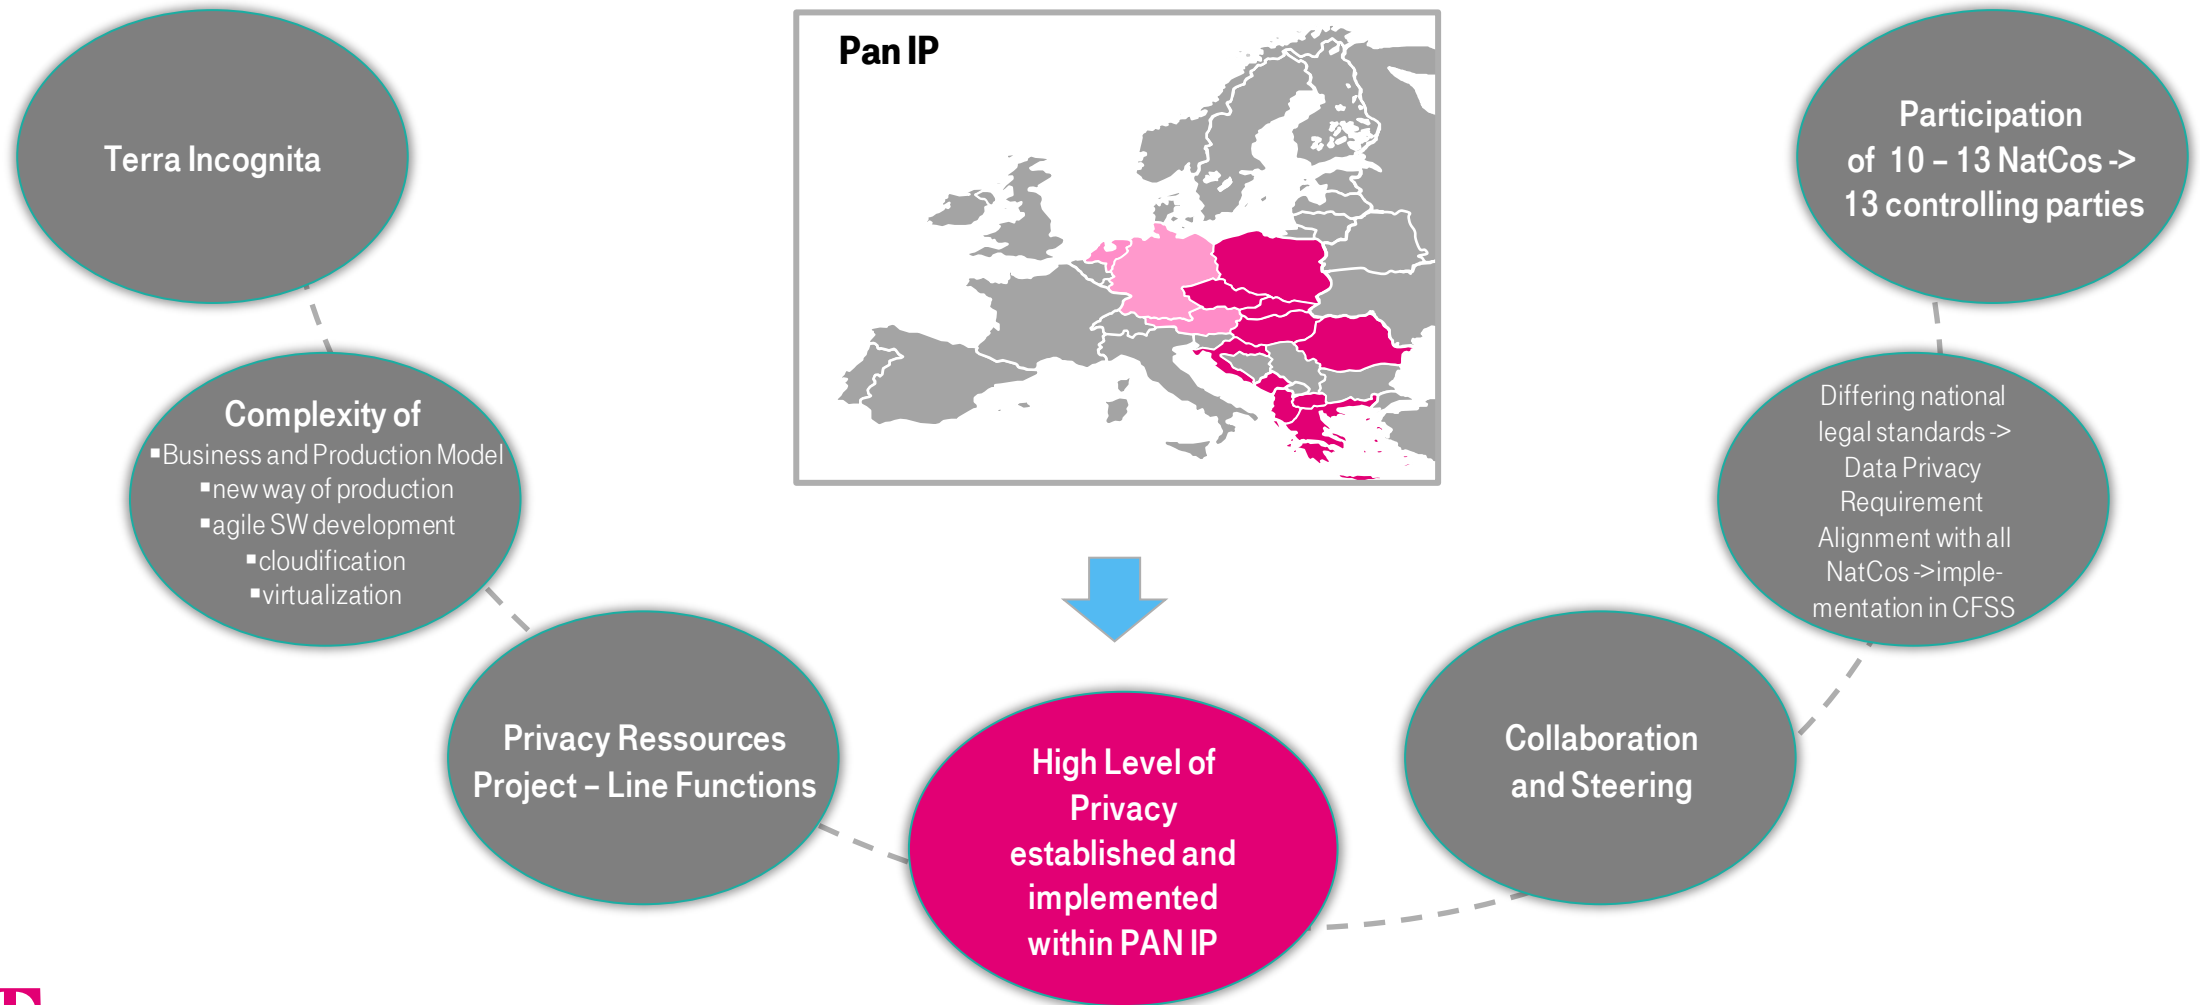 Pan IP
Terra Incognita
Participation
of 10 – 13 NatCos ->
13 controlling parties
Complexity of
▪Business and Production Model
▪new way of production
▪agile SW development
▪cloudification
▪virtualization
Differing national
legal standards ->
Data Privacy
Requirement
Alignment with all
NatCos ->imple-
mentation in CFSS
Privacy Ressources
Project – Line Functions
High Level of
Privacy
established and
implemented
within PAN IP
Collaboration
and Steering
T